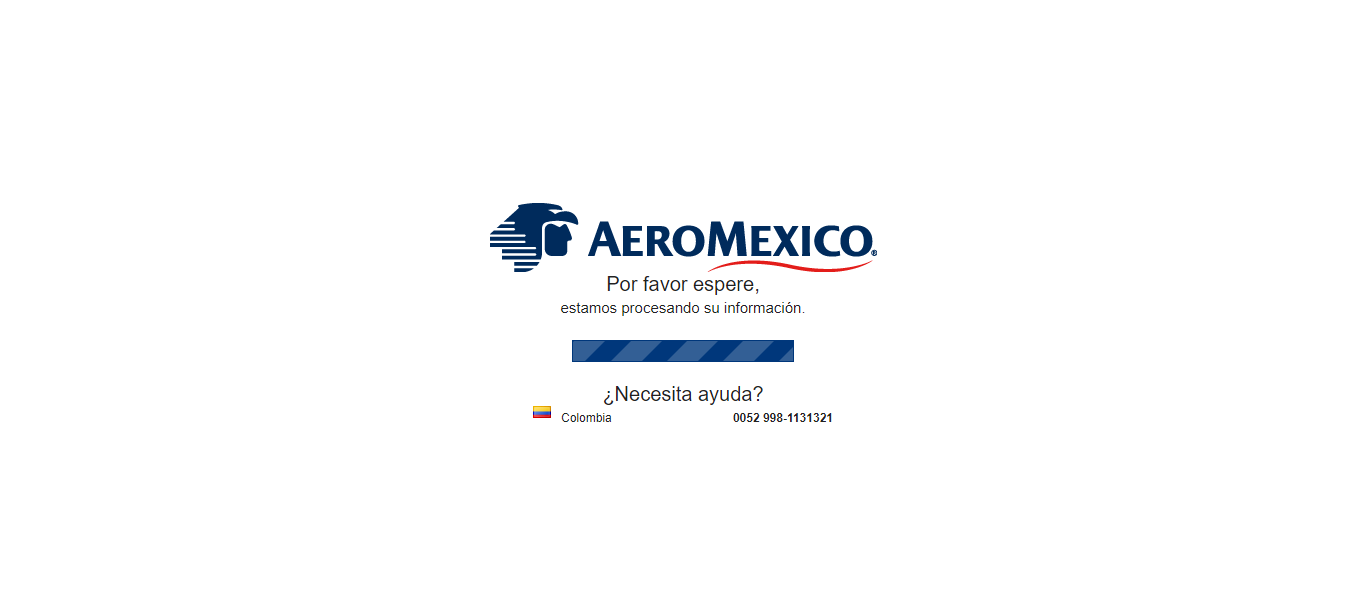 AEROMEXICO®
Por favor espere,
estamos procesando su información.
¿Necesita ayuda?
Colombia 0052 998-1131321